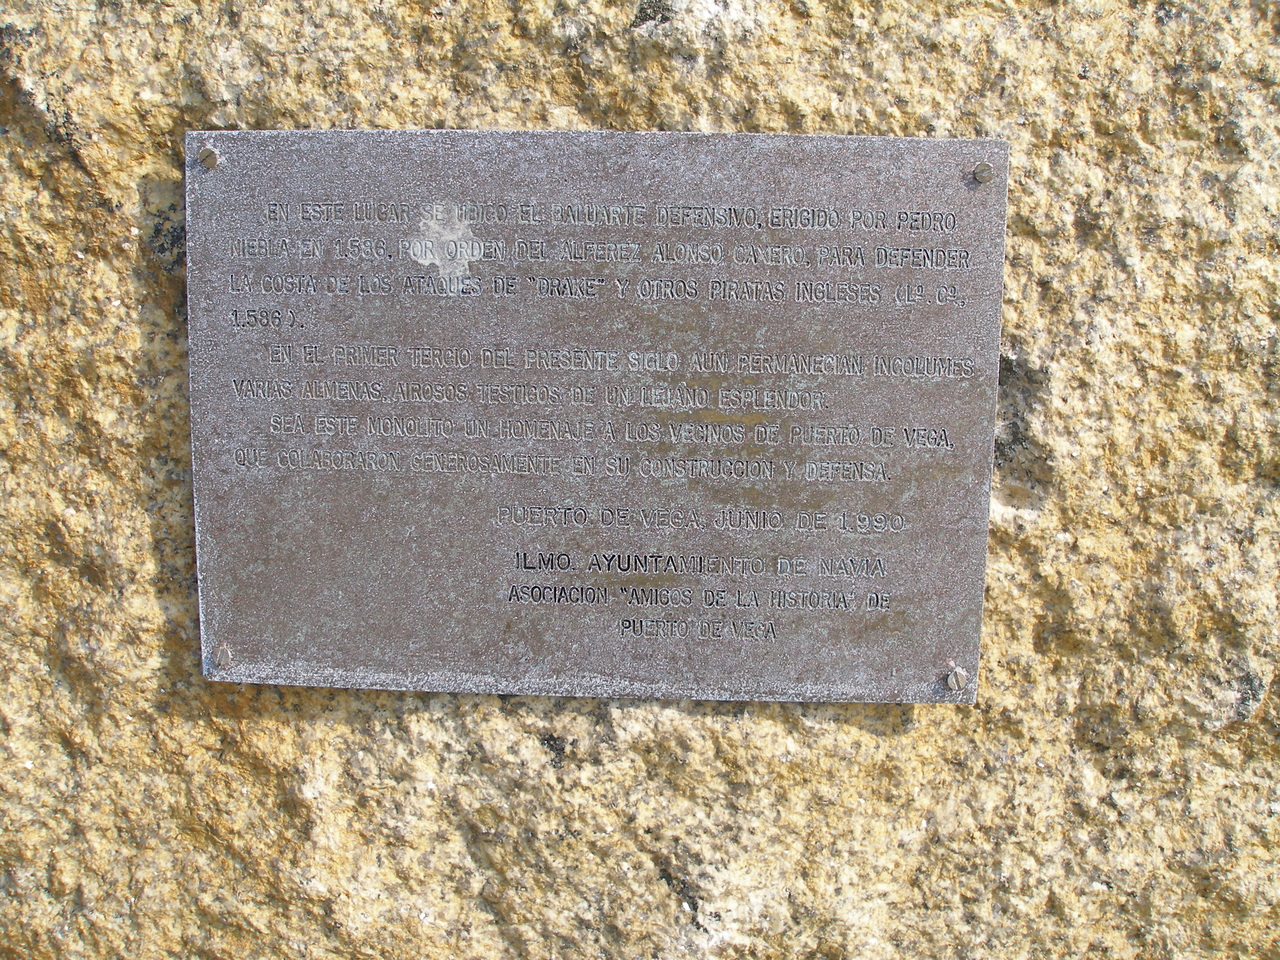 EN ESTE LUGAR SE UBICO EL BALUARTE DEFENSIVO, ERIGIDO POR PEDRO
NIEBLA EN 1.586, POR ORDEN DEL ALFEREZ ALONSO CAXERO, PARA DEFENDER
LA COSTA DE LOS ATAQUES DE "DRAKE" Y OTROS PIRATAS INGLESES (Lº. Cº.,
1.586).
EN EL PRIMER TERCIO DEL PRESENTE SIGLO AUN PERMANECIAN INCOLUMES
VARIAS ALMENAS, AIROSOS TESTIGOS DE UN LEJANO ESPLENDOR.
SEA ESTE MONOLITO UN HOMENAJE A LOS VECINOS DE PUERTO DE VEGA,
QUE COLABORARON GENEROSAMENTE EN SU CONSTRUCCION Y DEFENSA.
PUERTO DE VEGA, JUNIO DE 1.990
ILMO. AYUNTAMIENTO DE NAVIA
ASOCIACION "AMIGOS DE LA HISTORIA" DE
PUERTO DE VEGA